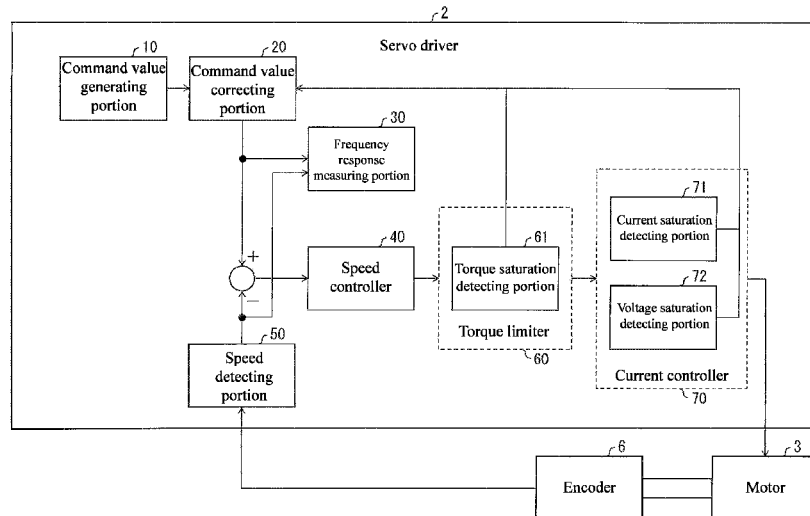 2
Servo driver
10
Command value
generating
portion
20
Command value
correcting
portion
30
Frequency
response
measuring portion
+
−
40
Speed
controller
50
Speed
detecting
portion
61
Torque saturation
detecting portion
Torque limiter
60
71
Current saturation
detecting portion
72
Voltage saturation
detecting portion
Current controller
70
6
Encoder
3
Motor